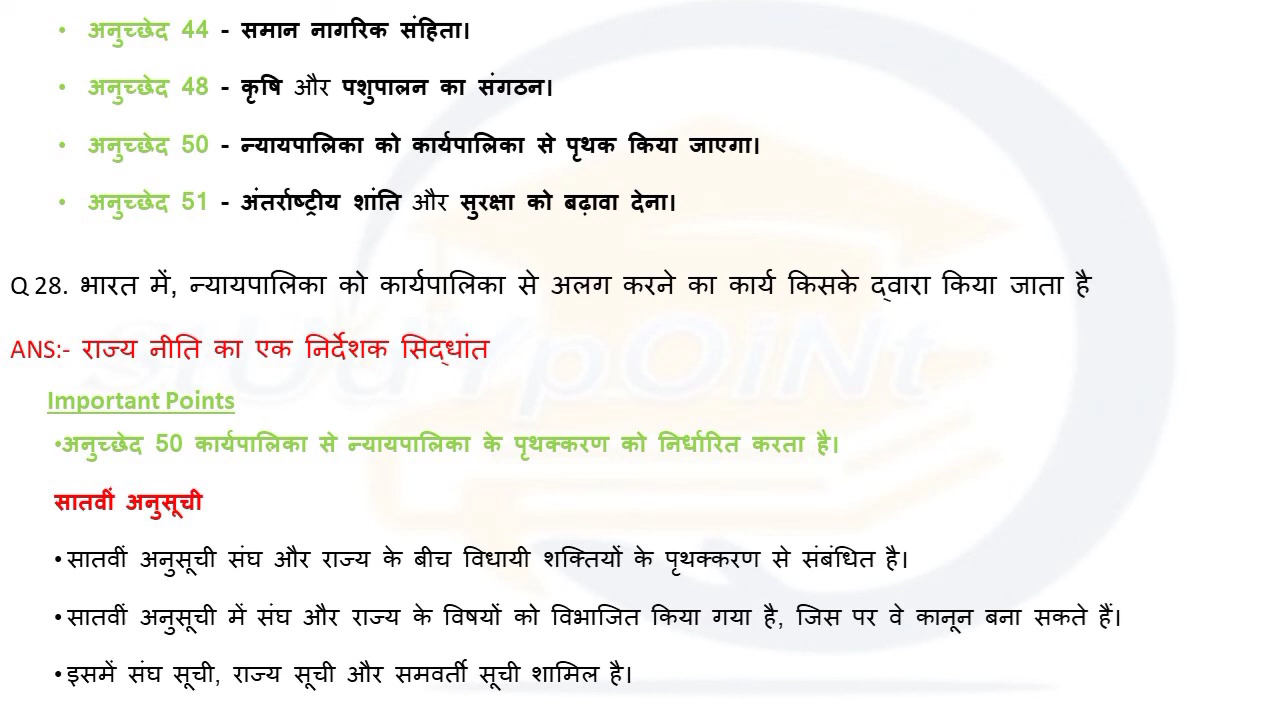 • अनुच्छेद 44 - समान नागरिक संहिता।
• अनुच्छेद 48 - कृषि और पशुपालन का संगठन।
• अनुच्छेद 50 - न्यायपालिका को कार्यपालिका से पृथक किया जाएगा।
• अनुच्छेद 51 - अंतर्राष्ट्रीय शांति और सुरक्षा को बढ़ावा देना।
Q 28. भारत में, न्यायपालिका को कार्यपालिका से अलग करने का कार्य किसके द्वारा किया जाता है
ANS:- राज्य नीति का एक निर्देशक सिद्धांत
STUDYpOiNt
Important Points
•अनुच्छेद 50 कार्यपालिका से न्यायपालिका के पृथक्करण को निर्धारित करता है।
सातवीं अनुसूची
•सातवीं अनुसूची संघ और राज्य के बीच विधायी शक्तियों के पृथक्करण से संबंधित है।
•सातवीं अनुसूची में संघ और राज्य के विषयों को विभाजित किया गया है, जिस पर वे कानून बना सकते हैं।
•इसमें संघ सूची, राज्य सूची और समवर्ती सूची शामिल है।